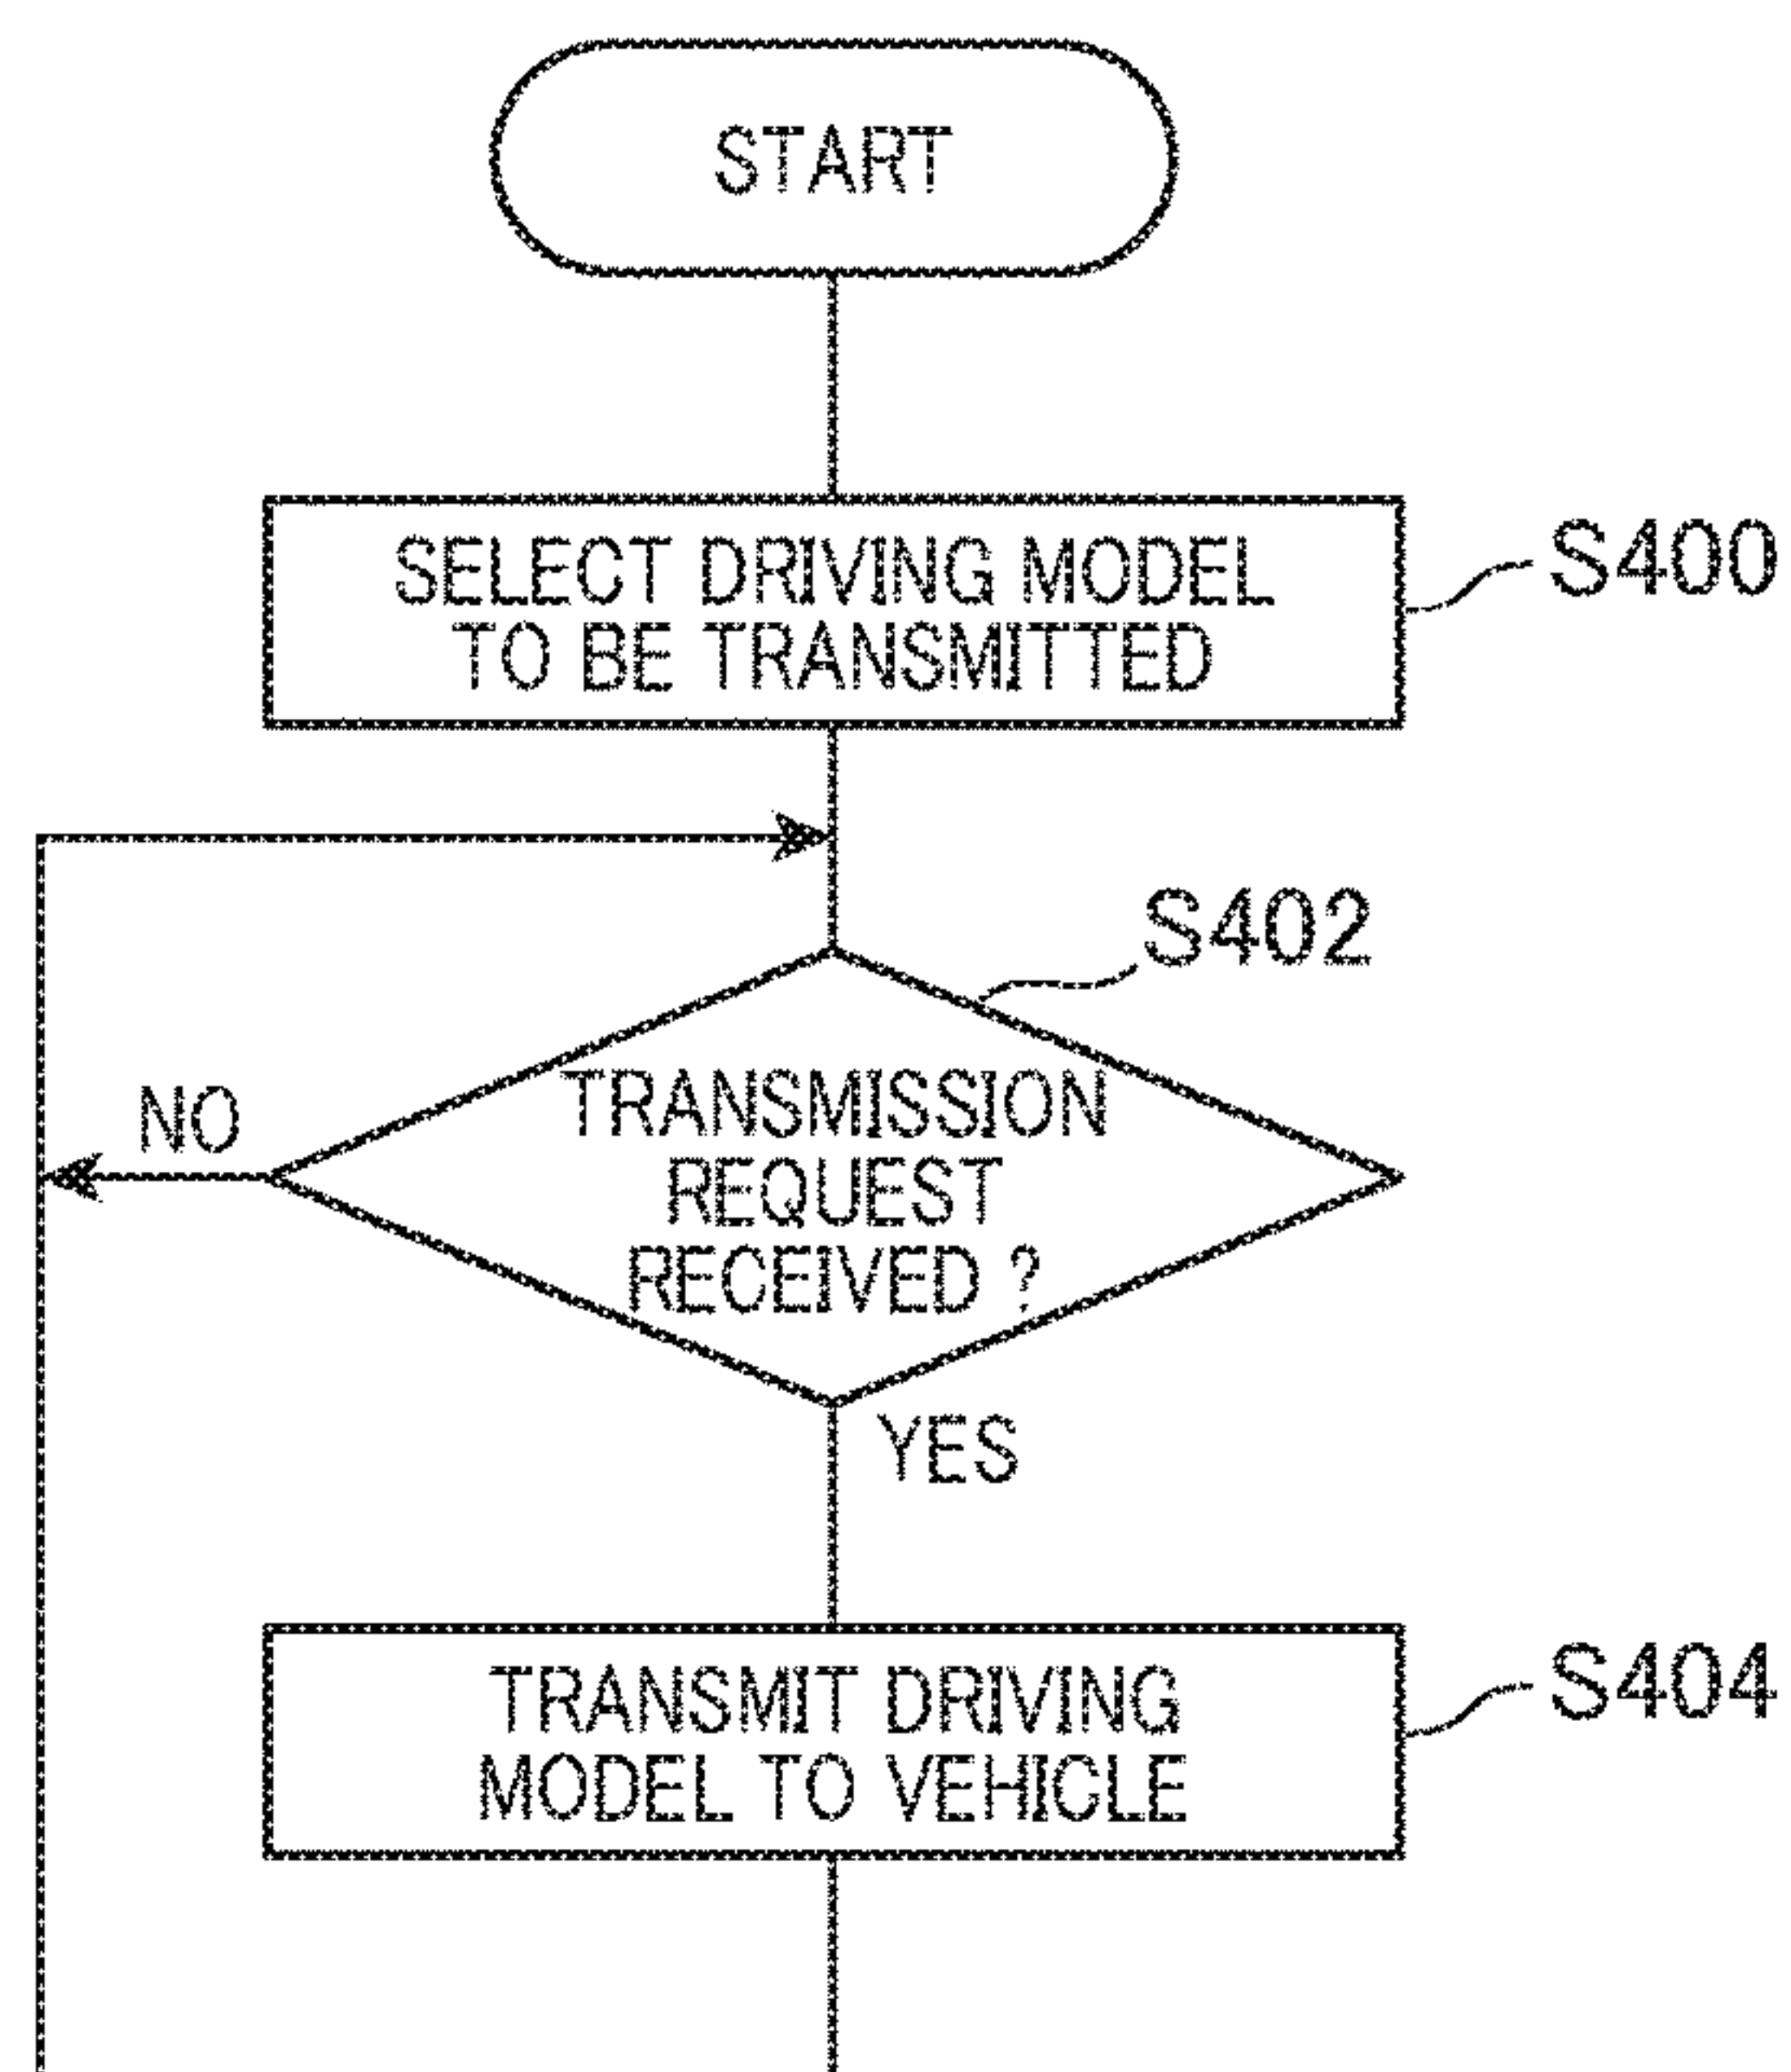 START
SELECT DRIVING MODEL
TO BE TRANSMITTED
S400
S402
TRANSMISSION
REQUEST
RECEIVED ?
NO
YES
TRANSMIT DRIVING
MODEL TO VEHICLE
S404